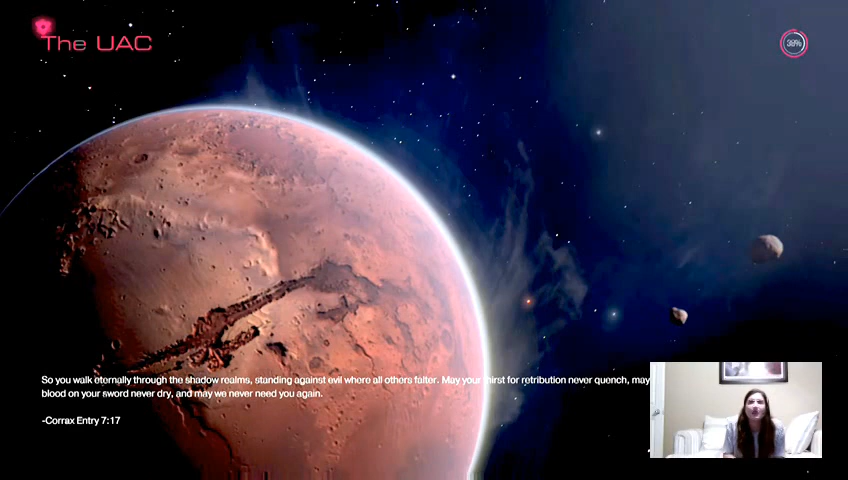 The UAC
39%
So you walk eternally through the shadow realms, standing against evil where all others falter. May your thirst for retribution never quench, may
blood on your sword never dry, and may we never need you again.
-Corrax Entry 7:17